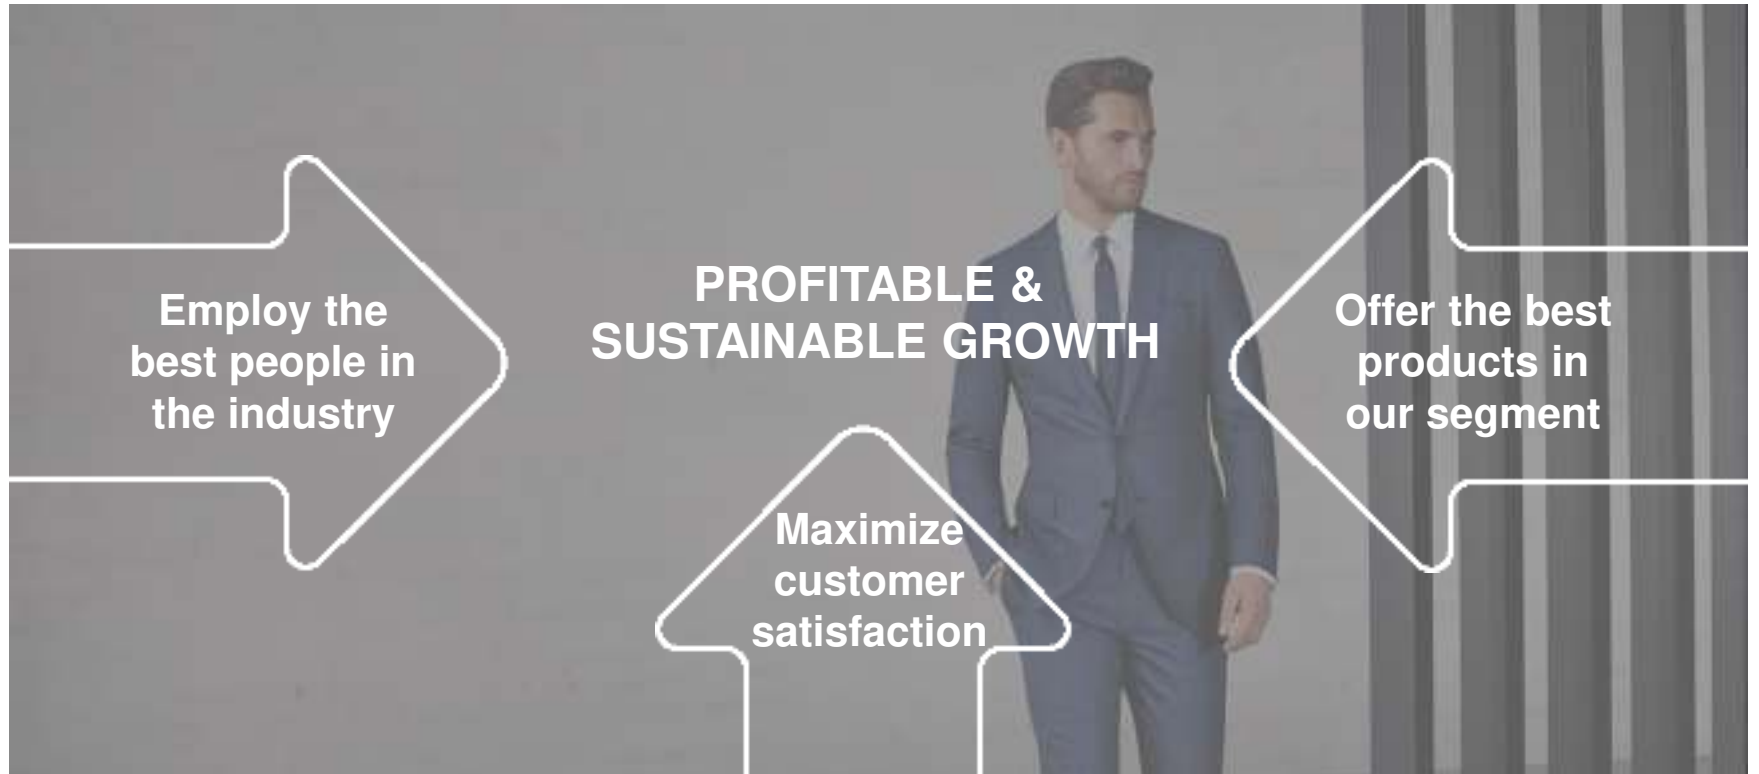 PROFITABLE &
SUSTAINABLE GROWTH
Employ the
best people in
the industry
Maximize
customer
satisfaction
Offer the best
products in
our segment